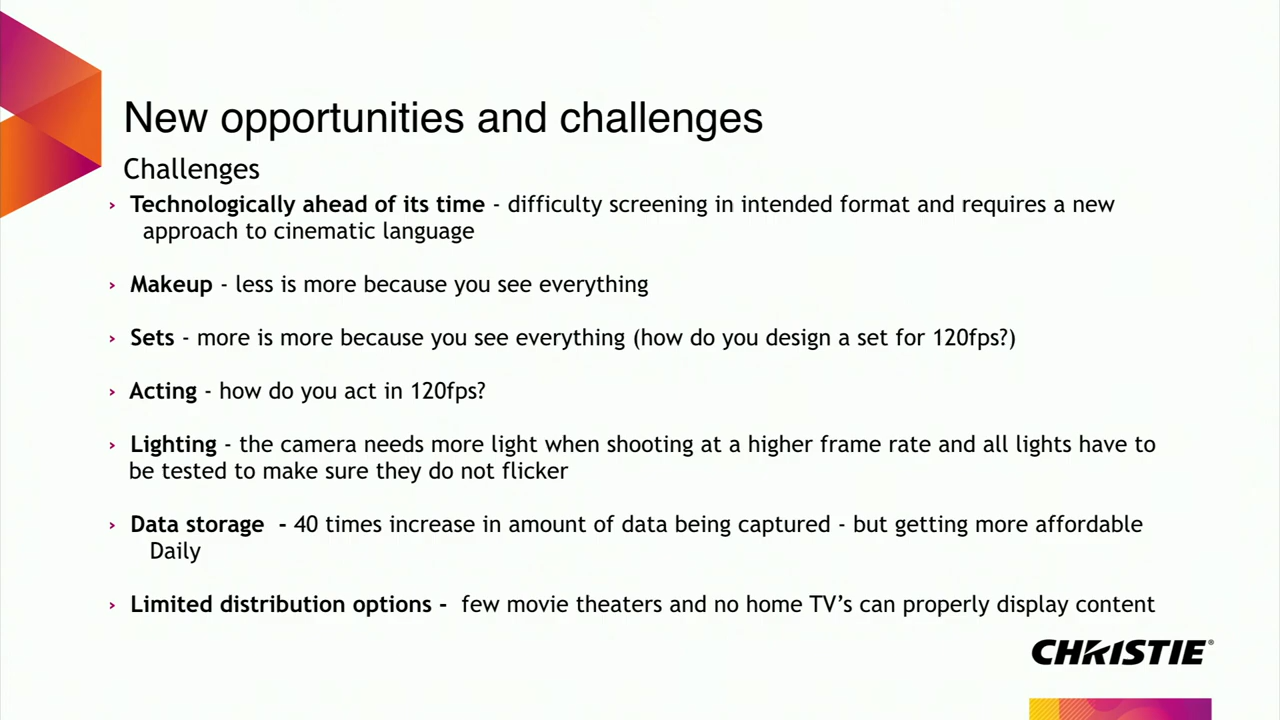 New opportunities and challenges
Challenges
› Technologically ahead of its time - difficulty screening in intended format and requires a new
approach to cinematic language
› Makeup - less is more because you see everything
› Sets - more is more because you see everything (how do you design a set for 120fps?)
› Acting - how do you act in 120fps?
› Lighting - the camera needs more light when shooting at a higher frame rate and all lights have to
be tested to make sure they do not flicker
› Data storage - 40 times increase in amount of data being captured - but getting more affordable
Daily
› Limited distribution options - few movie theaters and no home TV’s can properly display content
CHRISTIE®